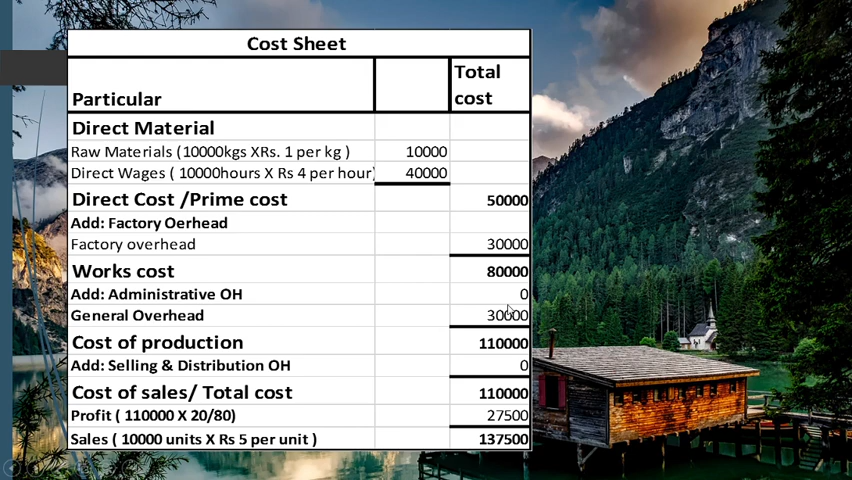 Cost Sheet
Particular Total cost
Direct Material
Raw Materials (10000kgs XRs. 1 per kg ) 10000
Direct Wages ( 10000hours X Rs 4 per hour) 40000
Direct Cost /Prime cost 50000
Add: Factory Oerhead
Factory overhead 30000
Works cost 80000
Add: Administrative OH 0
General Overhead 30000
Cost of production 110000
Add: Selling & Distribution OH 0
Cost of sales/ Total cost 110000
Profit ( 110000 X 20/80) 27500
Sales ( 10000 units X Rs 5 per unit ) 137500